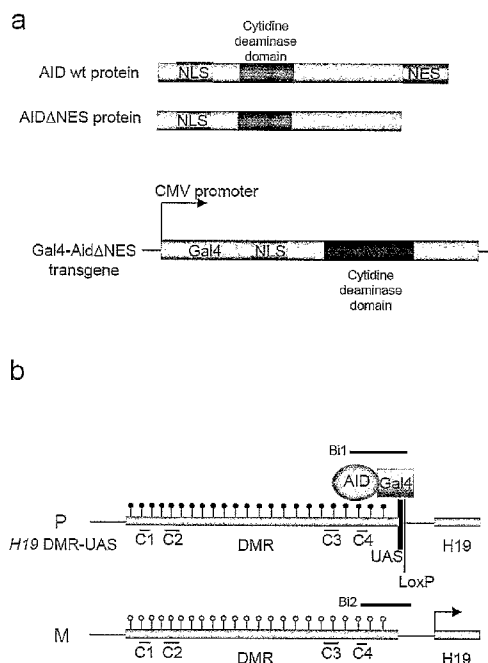 a
Cytidine
deaminase
domain
AID wt protein
NLS
NES
AIDΔNES protein
NLS
CMV promoter
Gal4-AidΔNES
transgene
Gal4
NLS
Cytidine
deaminase
domain
b
Bi1
AID
Gal4
P
H19 DMR-UAS
C1
C2
DMR
C3
C4
UAS
H19
LoxP
Bi2
M
C1
C2
DMR
C3
C4
H19